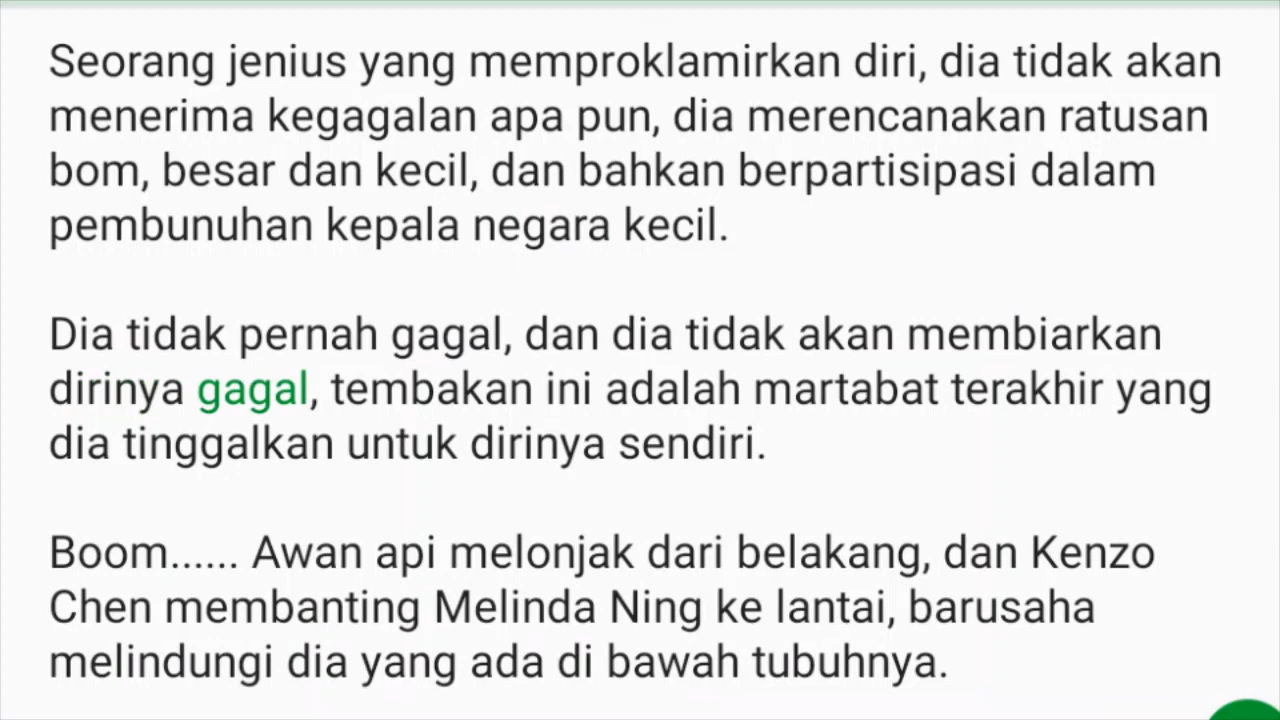 Seorang jenius yang memproklamirkan diri, dia tidak akan
menerima kegagalan apa pun, dia merencanakan ratusan
bom, besar dan kecil, dan bahkan berpartisipasi dalam
pembunuhan kepala negara kecil.
Dia tidak pernah gagal, dan dia tidak akan membiarkan
dirinya gagal, tembakan ini adalah martabat terakhir yang
dia tinggalkan untuk dirinya sendiri.
Boom...... Awan api melonjak dari belakang, dan Kenzo
Chen membanting Melinda Ning ke lantai, barusaha
melindungi dia yang ada di bawah tubuhnya.